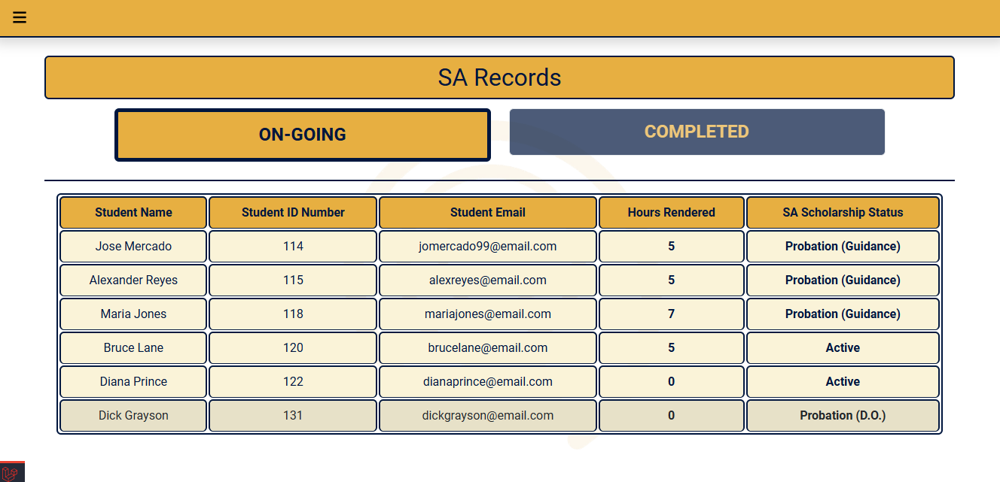 SA Records
ON-GOING COMPLETED
Student Name Student ID Number Student Email Hours Rendered SA Scholarship Status
Jose Mercado 114 jomercado99@email.com 5 Probation (Guidance)
Alexander Reyes 115 alexreyes@email.com 5 Probation (Guidance)
Maria Jones 118 mariajones@email.com 7 Probation (Guidance)
Bruce Lane 120 brucelane@email.com 5 Active
Diana Prince 122 dianaprince@email.com 0 Active
Dick Grayson 131 dickgrayson@email.com 0 Probation (D.O.)